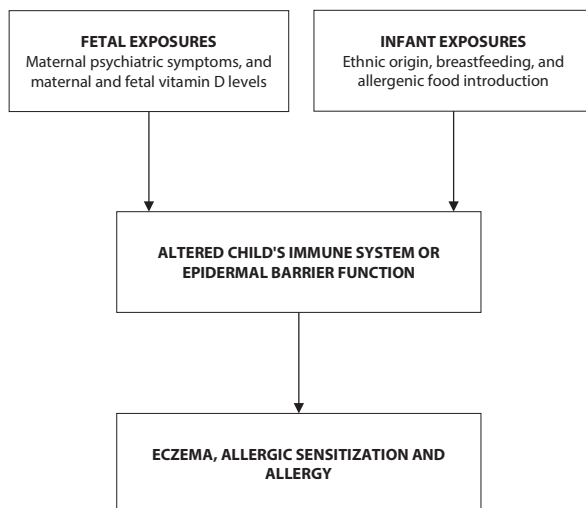 FETAL EXPOSURES
Maternal psychiatric symptoms, and
maternal and fetal vitamin D levels
INFANT EXPOSURES
Ethnic origin, breastfeeding, and
allergenic food introduction
ALTERED CHILD'S IMMUNE SYSTEM OR
EPIDERMAL BARRIER FUNCTION
ECZEMA, ALLERGIC SENSITIZATION AND
ALLERGY